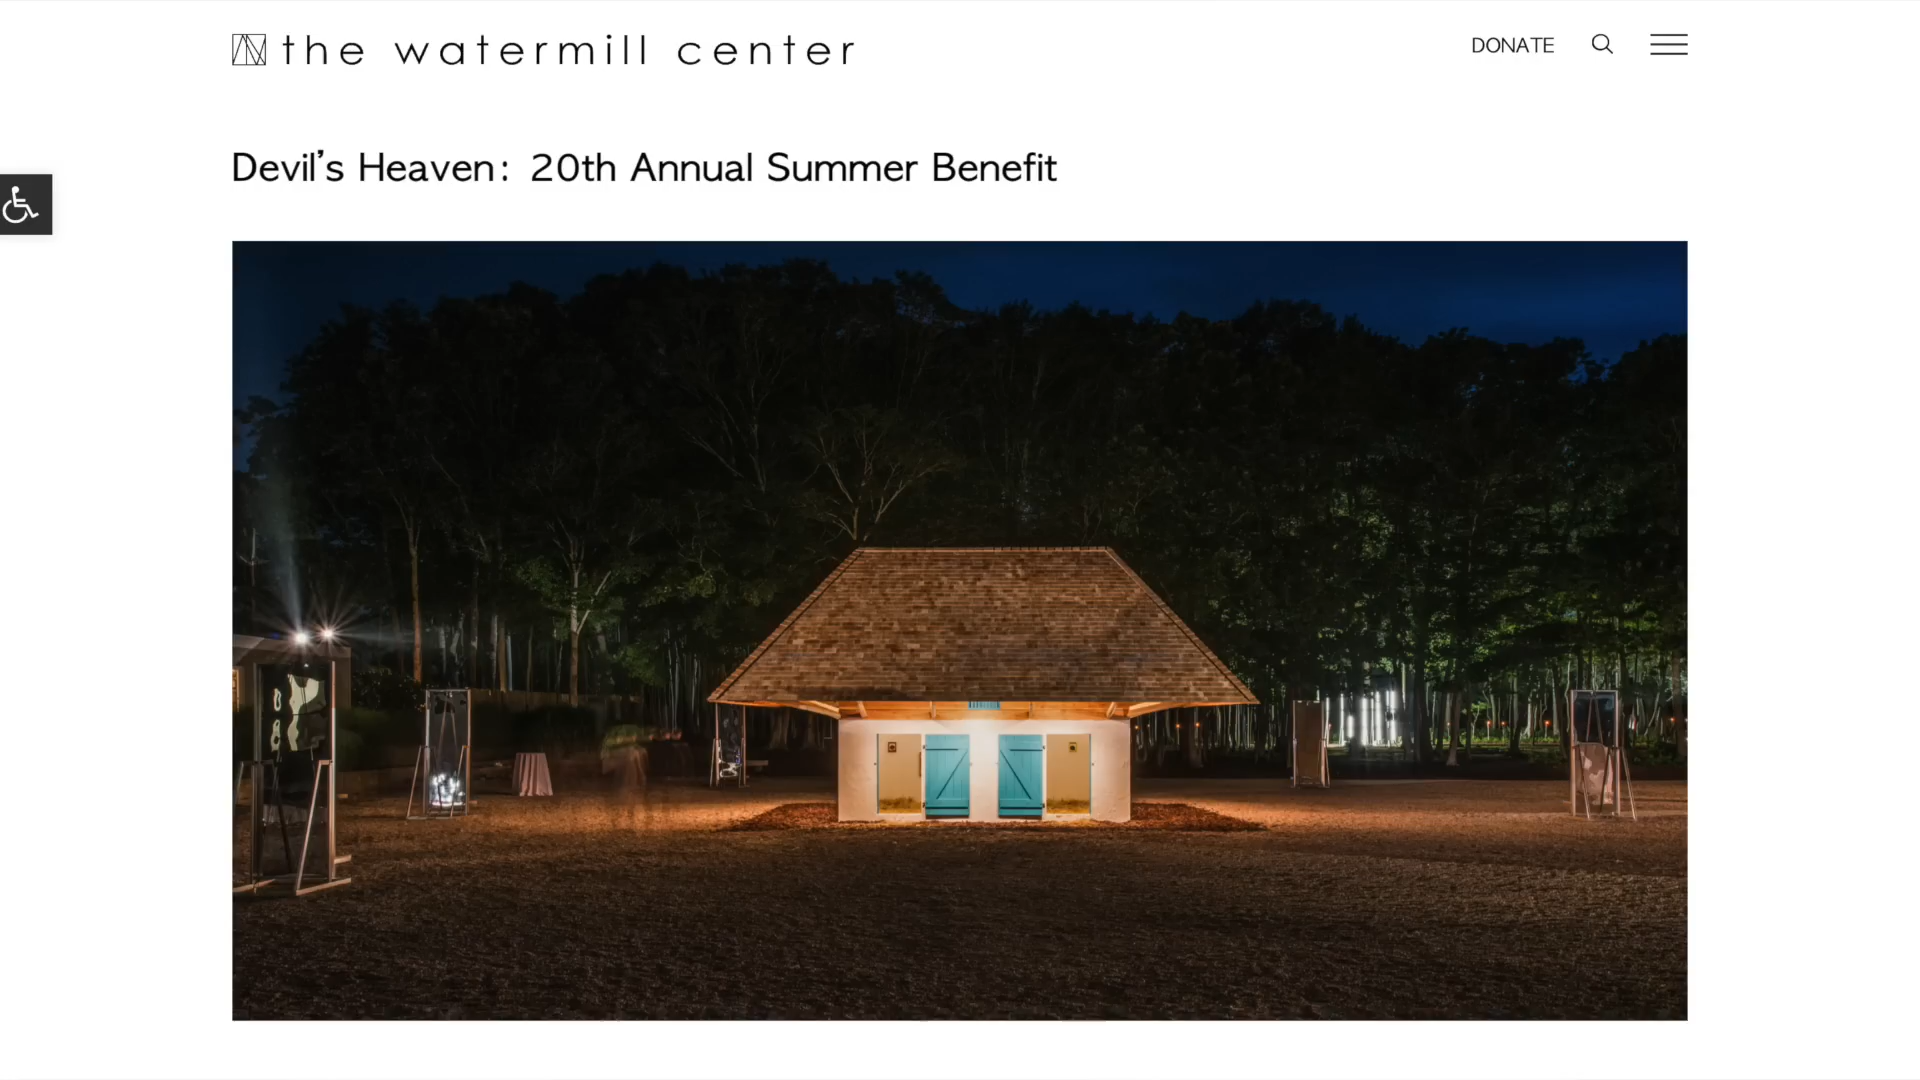 the watermill center
DONATE
Devil’s Heaven: 20th Annual Summer Benefit